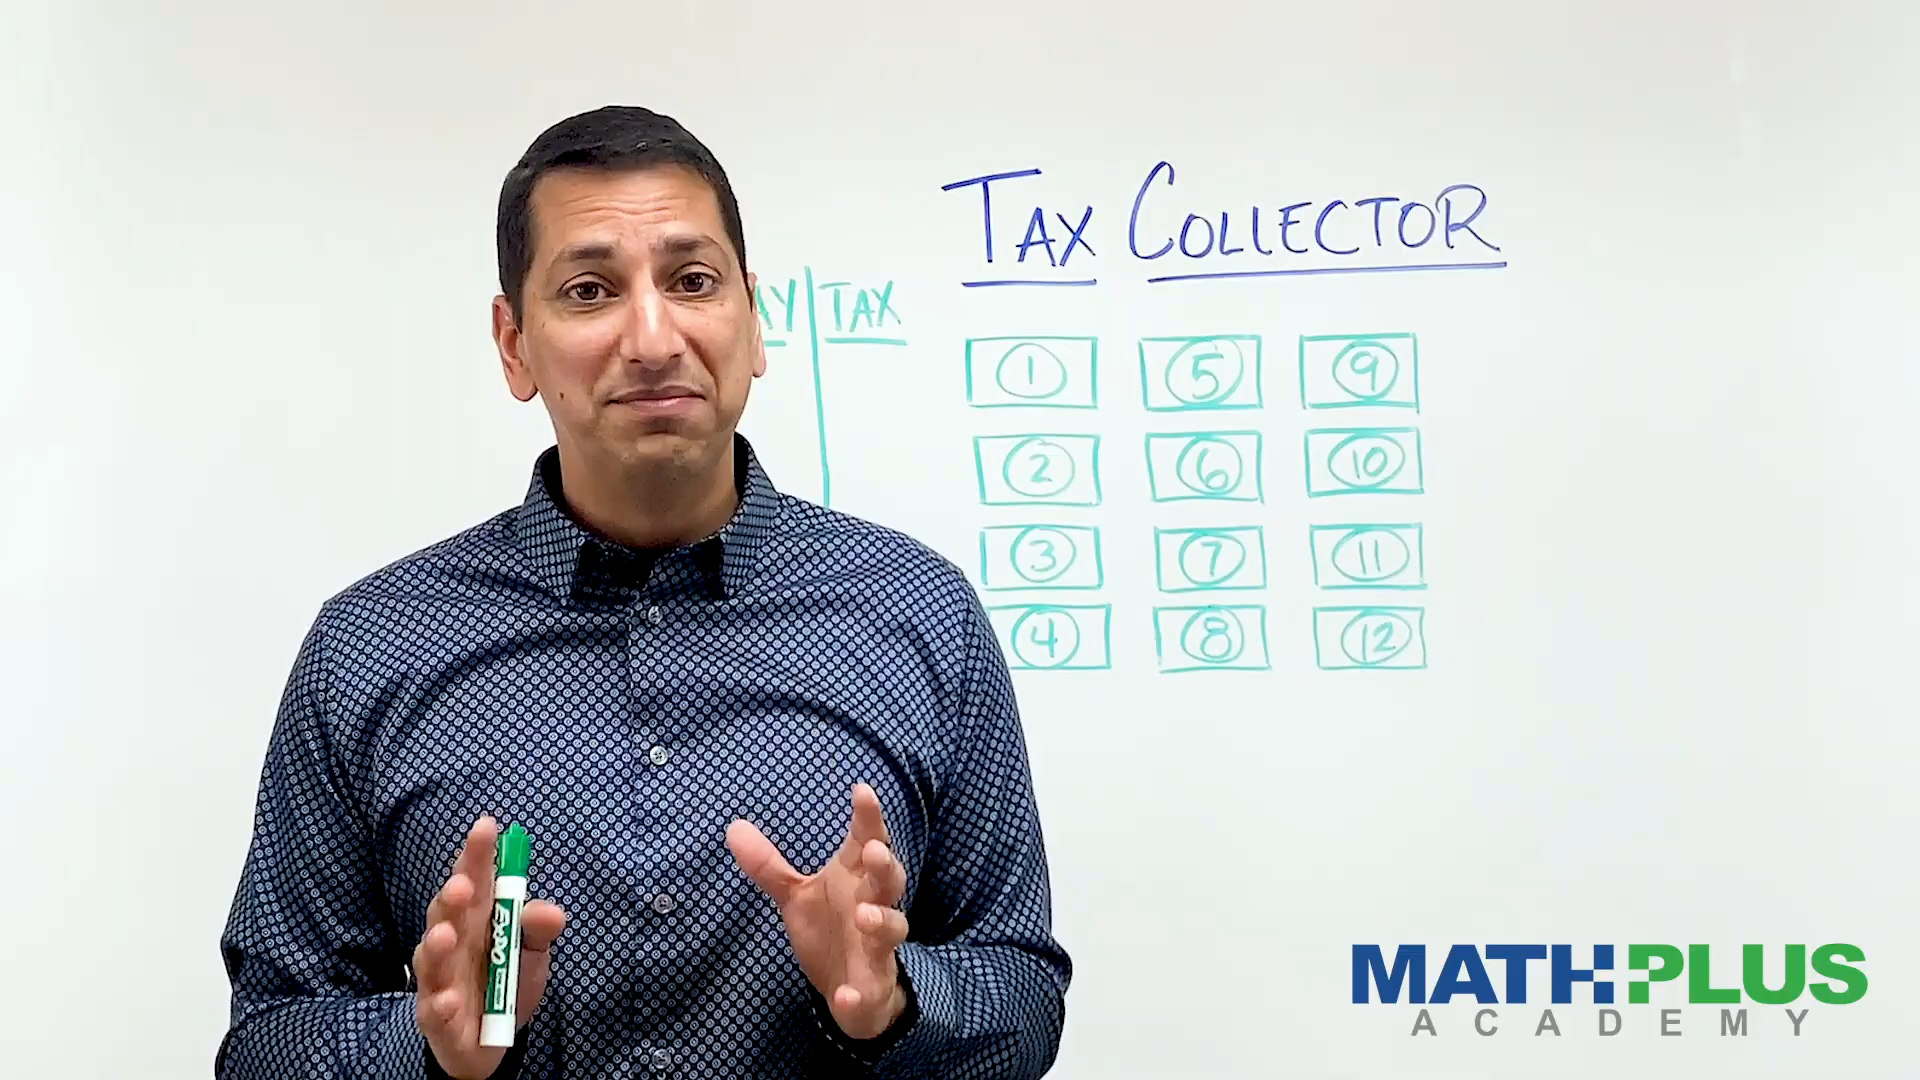 TAX COLLECTOR
AY TAX
1 5 9
2 6 10
3 7 11
4 8 12
EXPO
MATH PLUS
ACADEMY